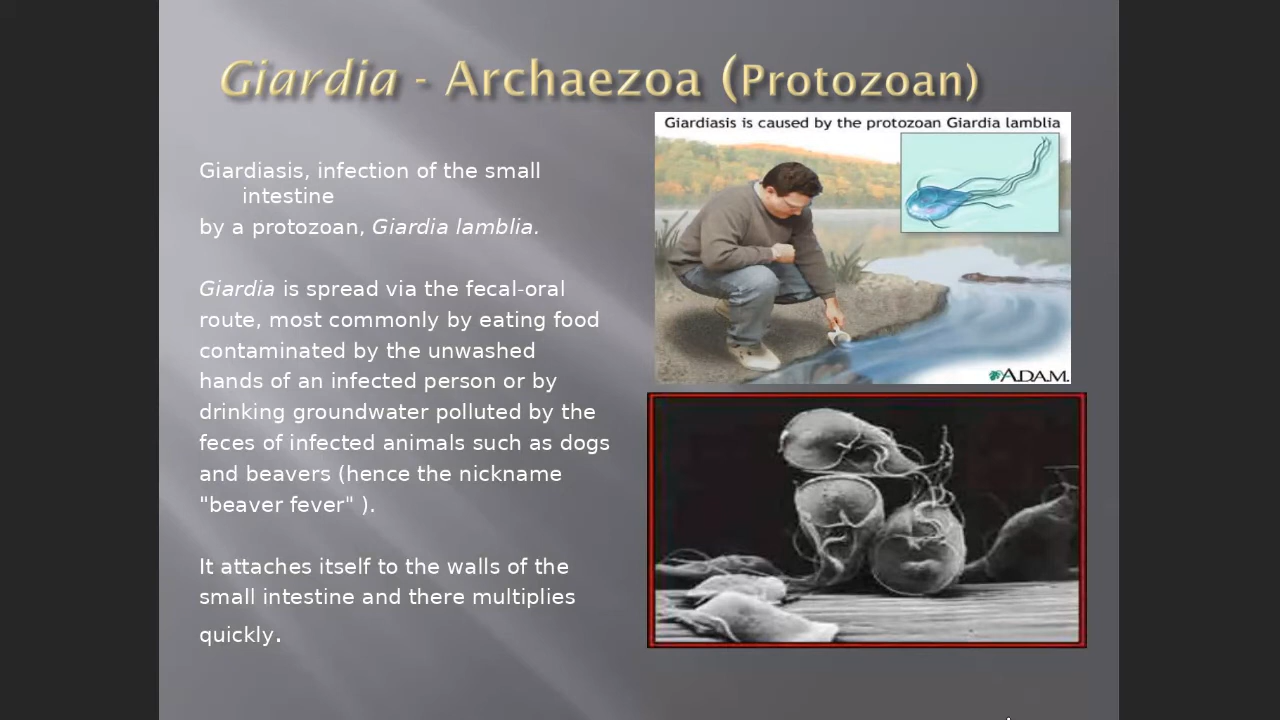 Giardia - Archaezoa (Protozoan)
Giardiasis is caused by the protozoan Giardia lamblia
Giardiasis, infection of the small
intestine
by a protozoan, Giardia lamblia.
Giardia is spread via the fecal-oral
route, most commonly by eating food
contaminated by the unwashed
hands of an infected person or by
drinking groundwater polluted by the
feces of infected animals such as dogs
and beavers (hence the nickname
"beaver fever" ).
It attaches itself to the walls of the
small intestine and there multiplies
quickly.
A.D.A.M.